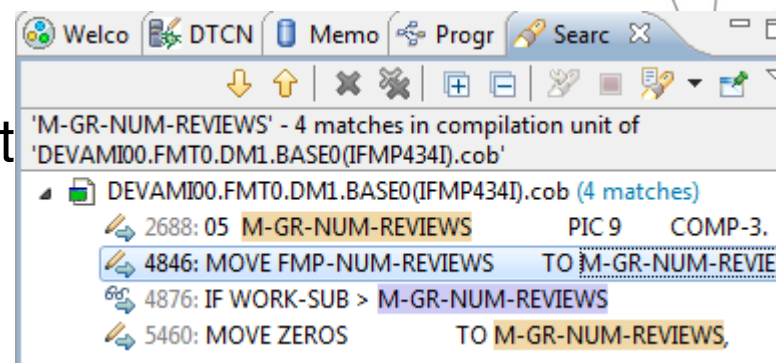 Welco DTCN Memo Progr Searc
t
'M-GR-NUM-REVIEWS' - 4 matches in compilation unit of
'DEVAMI00.FMT0.DM1.BASE0(IFMP434I).cob'
DEVAMI00.FMT0.DM1.BASE0(IFMP434I).cob (4 matches)
2688: 05 M-GR-NUM-REVIEWS PIC 9 COMP-3.
4846: MOVE FMP-NUM-REVIEWS TO M-GR-NUM-REVIE
4876: IF WORK-SUB > M-GR-NUM-REVIEWS
5460: MOVE ZEROS TO M-GR-NUM-REVIEWS,